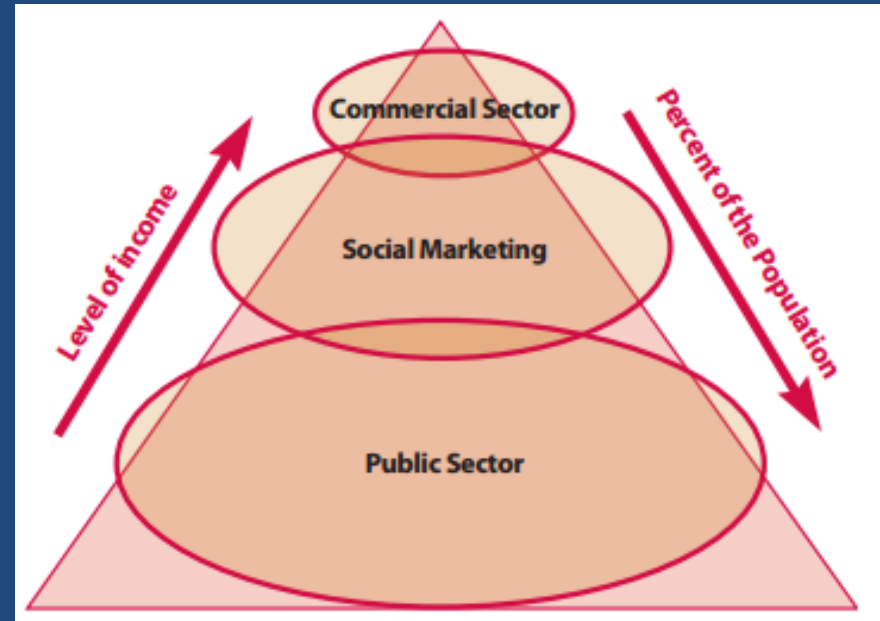 Commercial Sector
Level of income
Percent of the Population
Social Marketing
Public Sector